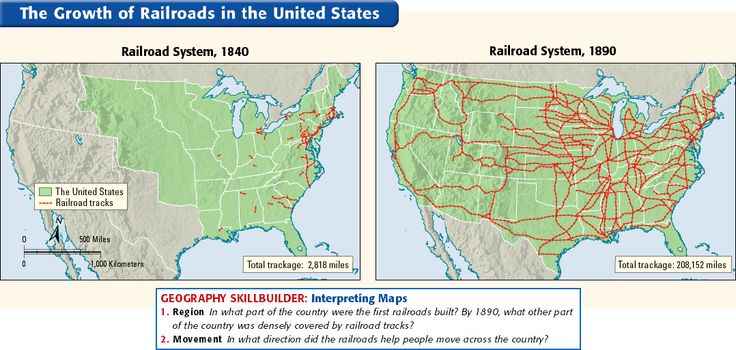 The Growth of Railroads in the United States
Railroad System, 1840
Railroad System, 1890
The United States
Railroad tracks
N
0 500 Miles
0 1,000 Kilometers
Total trackage: 2,818 miles
Total trackage: 208,152 miles
GEOGRAPHY SKILLBUILDER: Interpreting Maps
1. Region In what part of the country were the first railroads built? By 1890, what other part
of the country was densely covered by railroad tracks?
2. Movement In what direction did the railroads help people move across the country?